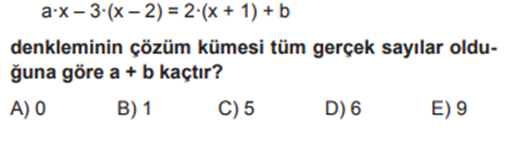 a·x – 3·(x – 2) = 2·(x + 1) + b
denkleminin çözüm kümesi tüm gerçek sayılar oldu-
ğuna göre a + b kaçtır?
A) 0 B) 1 C) 5 D) 6 E) 9